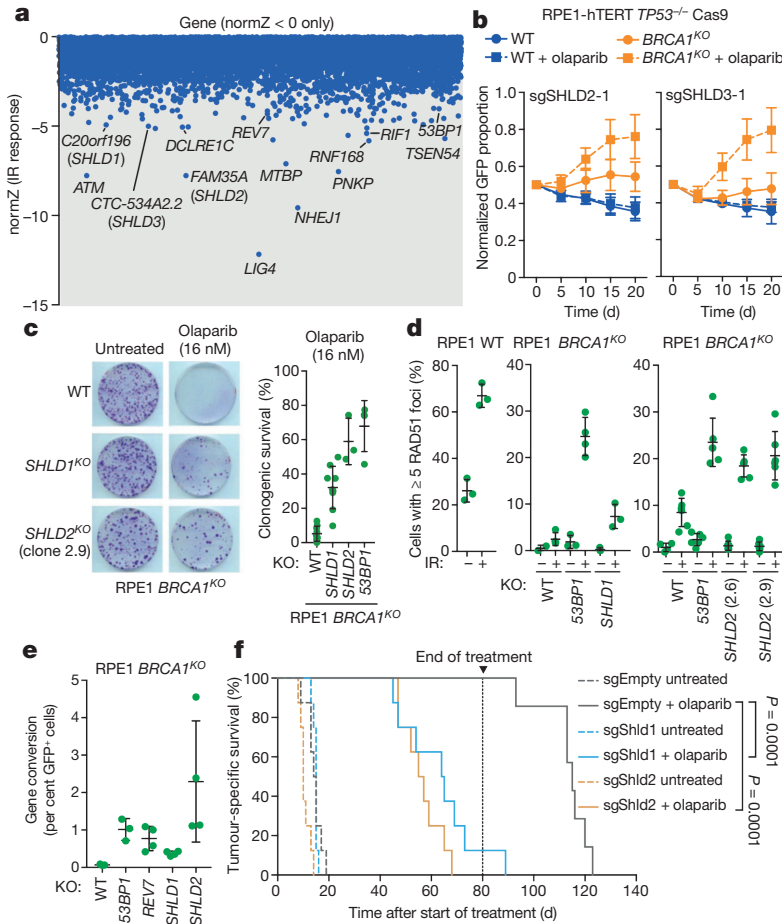 a
Gene (normZ < 0 only)
normZ (IR response)
0
−5
−10
−15
C20orf196
(SHLD1)
DCLRE1C
REV7
RIF1
53BP1
TSEN54
RNF168
ATM
CTC-534A2.2
(SHLD3)
FAM35A
(SHLD2)
MTBP
PNKP
NHEJ1
LIG4
b
RPE1-hTERT TP53−/− Cas9
WT
BRCA1KO
WT + olaparib
BRCA1KO + olaparib
sgSHLD2-1
sgSHLD3-1
Normalized GFP proportion
1.0
0.8
0.6
0.4
0.2
0
0 5 10 15 20
0 5 10 15 20
Time (d)
Time (d)
c
Untreated
Olaparib
(16 nM)
WT
SHLD1KO
SHLD2KO
(clone 2.9)
RPE1 BRCA1KO
Olaparib
(16 nM)
Clonogenic survival (%)
100
80
60
40
20
0
KO:
WT
SHLD1
SHLD2
53BP1
RPE1 BRCA1KO
d
RPE1 WT
RPE1 BRCA1KO
RPE1 BRCA1KO
Cells with ≥ 5 RAD51 foci (%)
80
60
40
20
0
40
30
20
10
0
40
30
20
10
0
IR: − +
− + − + − +
− + − + − + − +
KO:
WT
53BP1
SHLD1
WT
53BP1
SHLD2 (2.6)
SHLD2 (2.9)
e
RPE1 BRCA1KO
Gene conversion
(per cent GFP+ cells)
5
4
3
2
1
0
KO:
WT
53BP1
REV7
SHLD1
SHLD2
f
End of treatment
Tumour-specific survival (%)
100
80
60
40
20
0
0 20 40 60 80 100 120 140
Time after start of treatment (d)
sgEmpty untreated
sgEmpty + olaparib
sgShld1 untreated
sgShld1 + olaparib
sgShld2 untreated
sgShld2 + olaparib
P = 0.0001
P = 0.0001